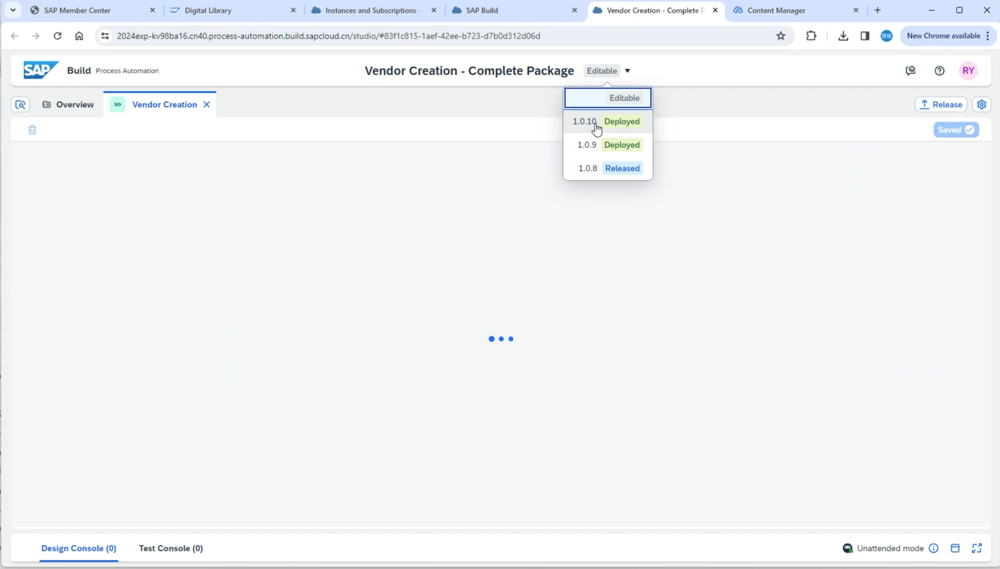 SAP Member Center
Digital Library
Instances and Subscriptions -
SAP Build
Vendor Creation - Complete P
Content Manager
2024exp-kv98ba16.cn40.process-automation.build.sapcloud.cn/studio/#83f1c815-1aef-42ee-b723-d7b0d312d06d
慧媛
New Chrome available
SAP Build Process Automation
Vendor Creation - Complete Package Editable
RY
Overview
Vendor Creation
Release
Saved
Editable
1.0.10 Deployed
1.0.9 Deployed
1.0.8 Released
Design Console (0)
Test Console (0)
Unattended mode